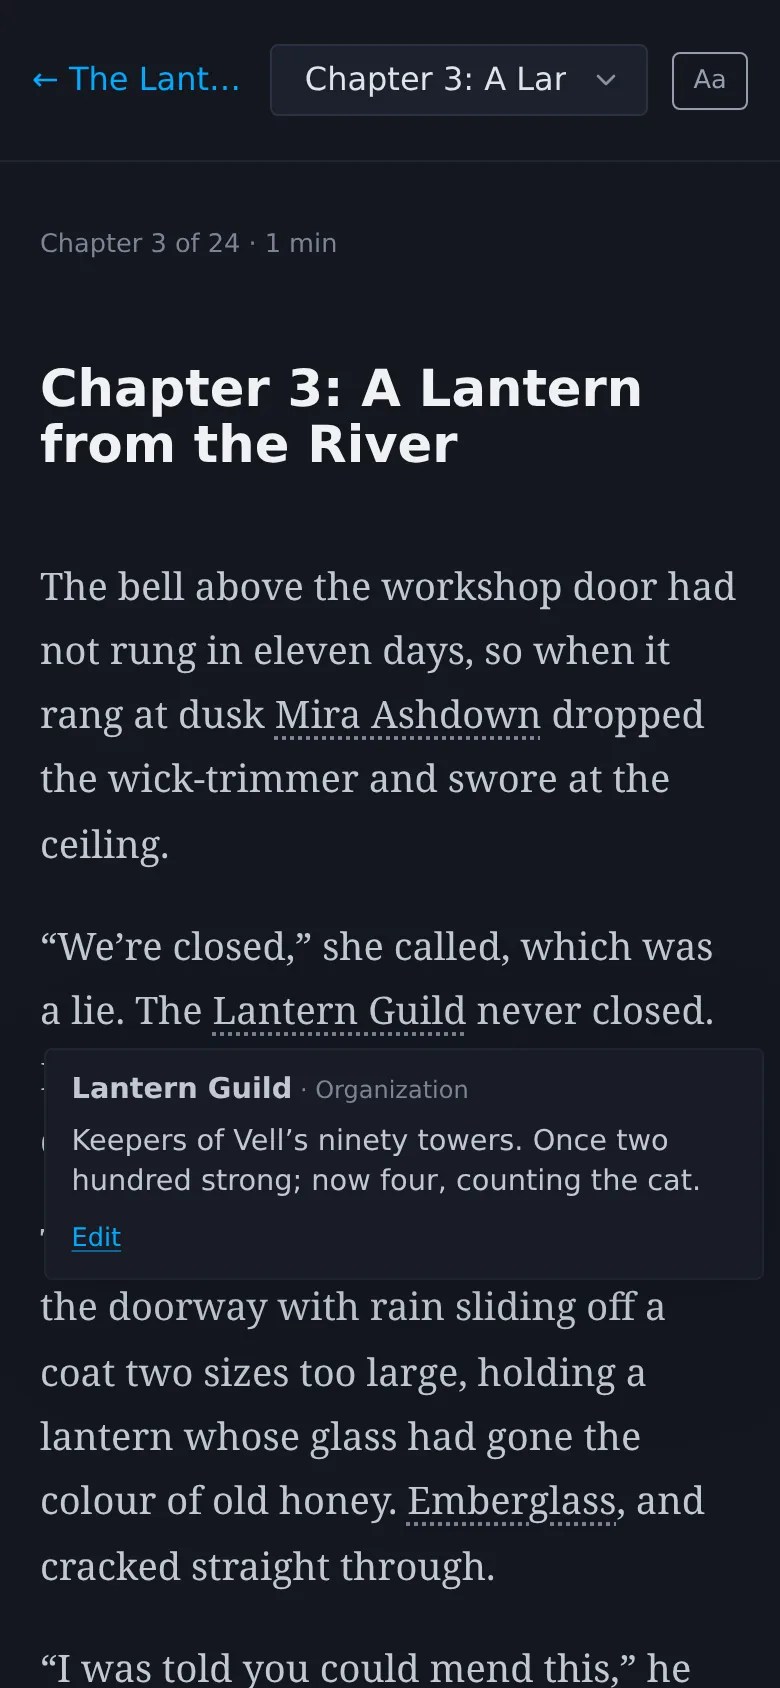 ← The Lant…
Chapter 3: A Lar
Aa
Chapter 3 of 24 · 1 min
Chapter 3: A Lantern
from the River
The bell above the workshop door had
not rung in eleven days, so when it
rang at dusk Mira Ashdown dropped
the wick-trimmer and swore at the
ceiling.
“We’re closed,” she called, which was
a lie. The Lantern Guild never closed.
Lantern Guild · Organization
Keepers of Vell’s ninety towers. Once two
hundred strong; now four, counting the cat.
Edit
the doorway with rain sliding off a
coat two sizes too large, holding a
lantern whose glass had gone the
colour of old honey. Emberglass, and
cracked straight through.
“I was told you could mend this,” he